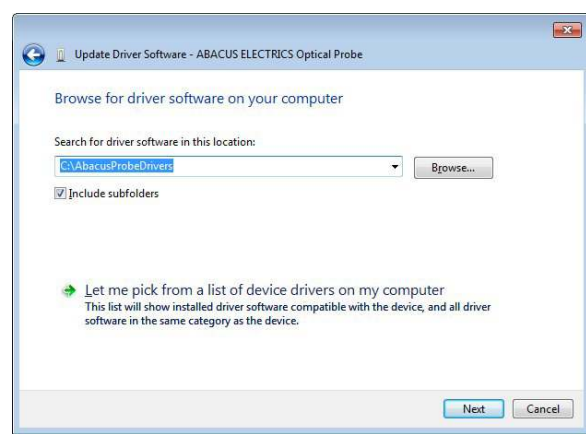 Update Driver Software - ABACUS ELECTRICS Optical Probe
Browse for driver software on your computer
Search for driver software in this location:
C:\AbacusProbeDrivers
Browse...
Include subfolders
Let me pick from a list of device drivers on my computer
This list will show installed driver software compatible with the device, and all driver
software in the same category as the device.
Next
Cancel